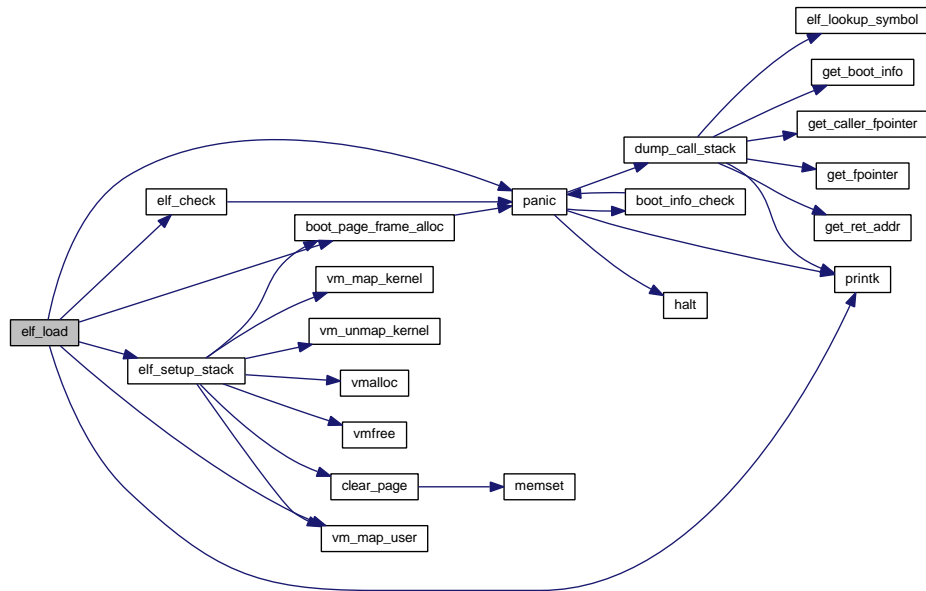 elf_lookup_symbol
get_boot_info
get_caller_fpointer
dump_call_stack
get_fpointer
elf_check
panic
boot_info_check
boot_page_frame_alloc
get_ret_addr
vm_map_kernel
printk
halt
elf_load
vm_unmap_kernel
elf_setup_stack
vmalloc
vmfree
clear_page
memset
vm_map_user